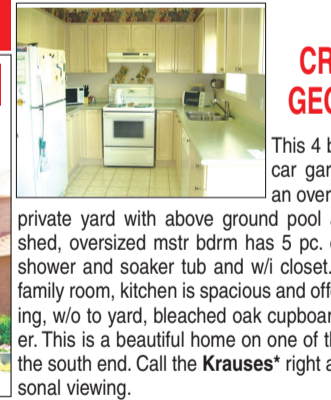 CR
GEO
This 4 b
car gar
an over
private yard with above ground pool
shed, oversized mstr bdrm has 5 pc.
shower and soaker tub and w/i closet.
family room, kitchen is spacious and off
ing, w/o to yard, bleached oak cupboar
er. This is a beautiful home on one of th
the south end. Call the Krauses* right a
sonal viewing.